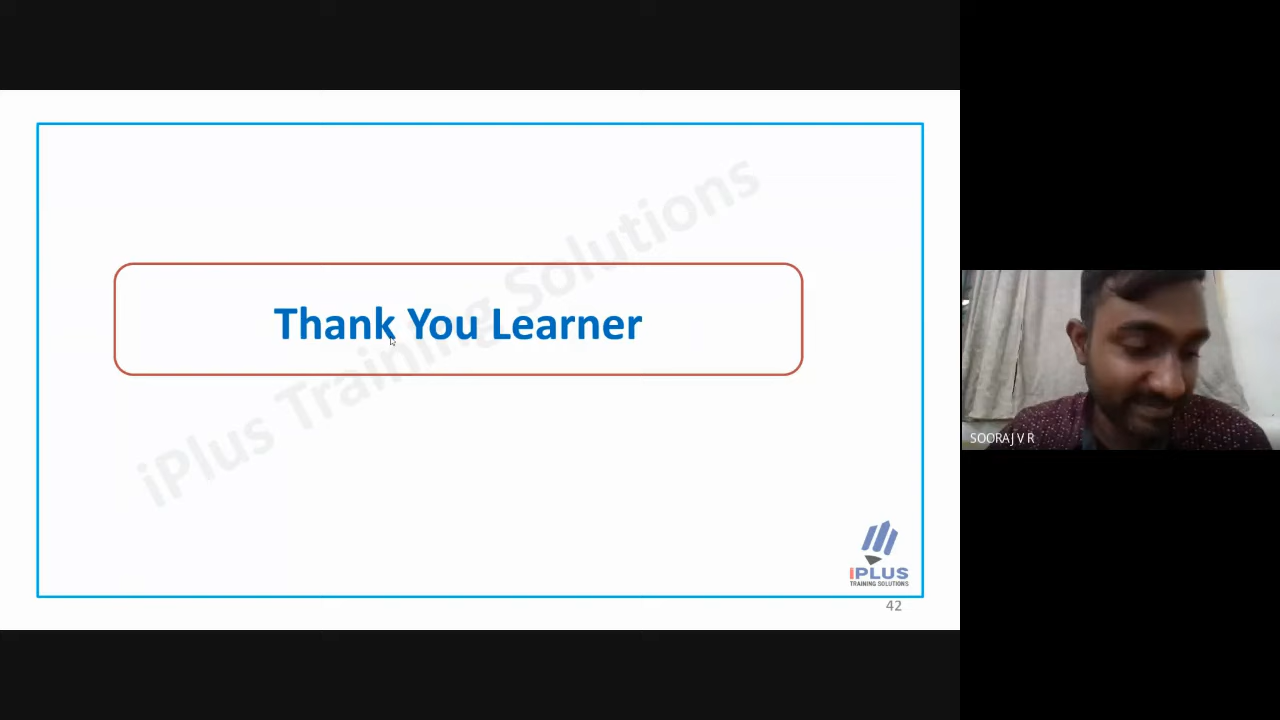 iPlus Training Solutions
Thank You Learner
SOORAJ V R
iPLUS
TRAINING SOLUTIONS
42